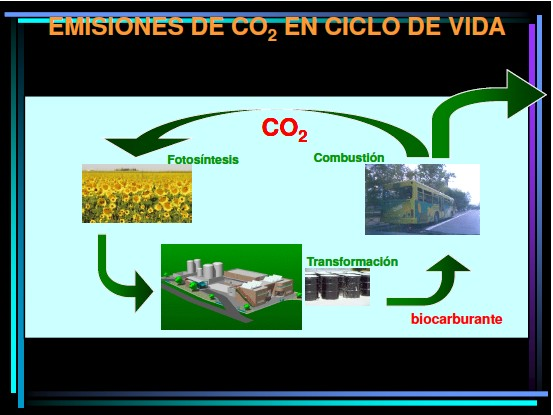 EMISIONES DE CO₂ EN CICLO DE VIDA
CO₂
Fotosíntesis
Combustión
Transformación
biocarburante